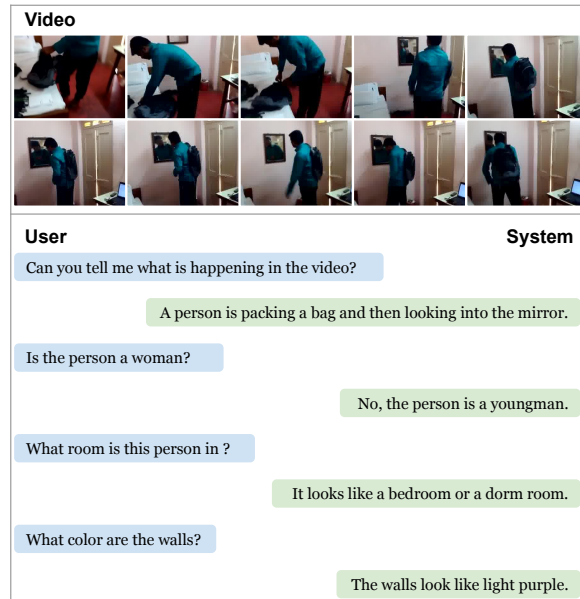 Video
User System
Can you tell me what is happening in the video?
A person is packing a bag and then looking into the mirror.
Is the person a woman?
No, the person is a youngman.
What room is this person in ?
It looks like a bedroom or a dorm room.
What color are the walls?
The walls look like light purple.